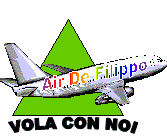 Air De Filippo
VOLA CON NOI